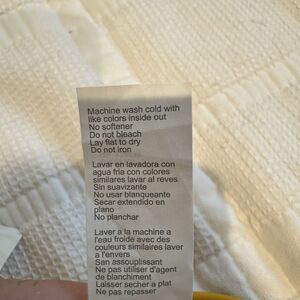 Machine wash cold with
like colors inside out
No softener
Do not bleach
Lay flat to dry
Do not iron
Lavar en lavadora con
agua fria con colores
similares lavar al reves
Sin suavizante
No usar blanqueante
Secar extendido en
plano
No planchar
Laver a la machine a
l'eau froide avec des
couleurs similaires laver
a l'envers
San assouplissant
Ne pas utiliser d'agent
de blanchiment
Laisser secher a plat
Ne pas repasser